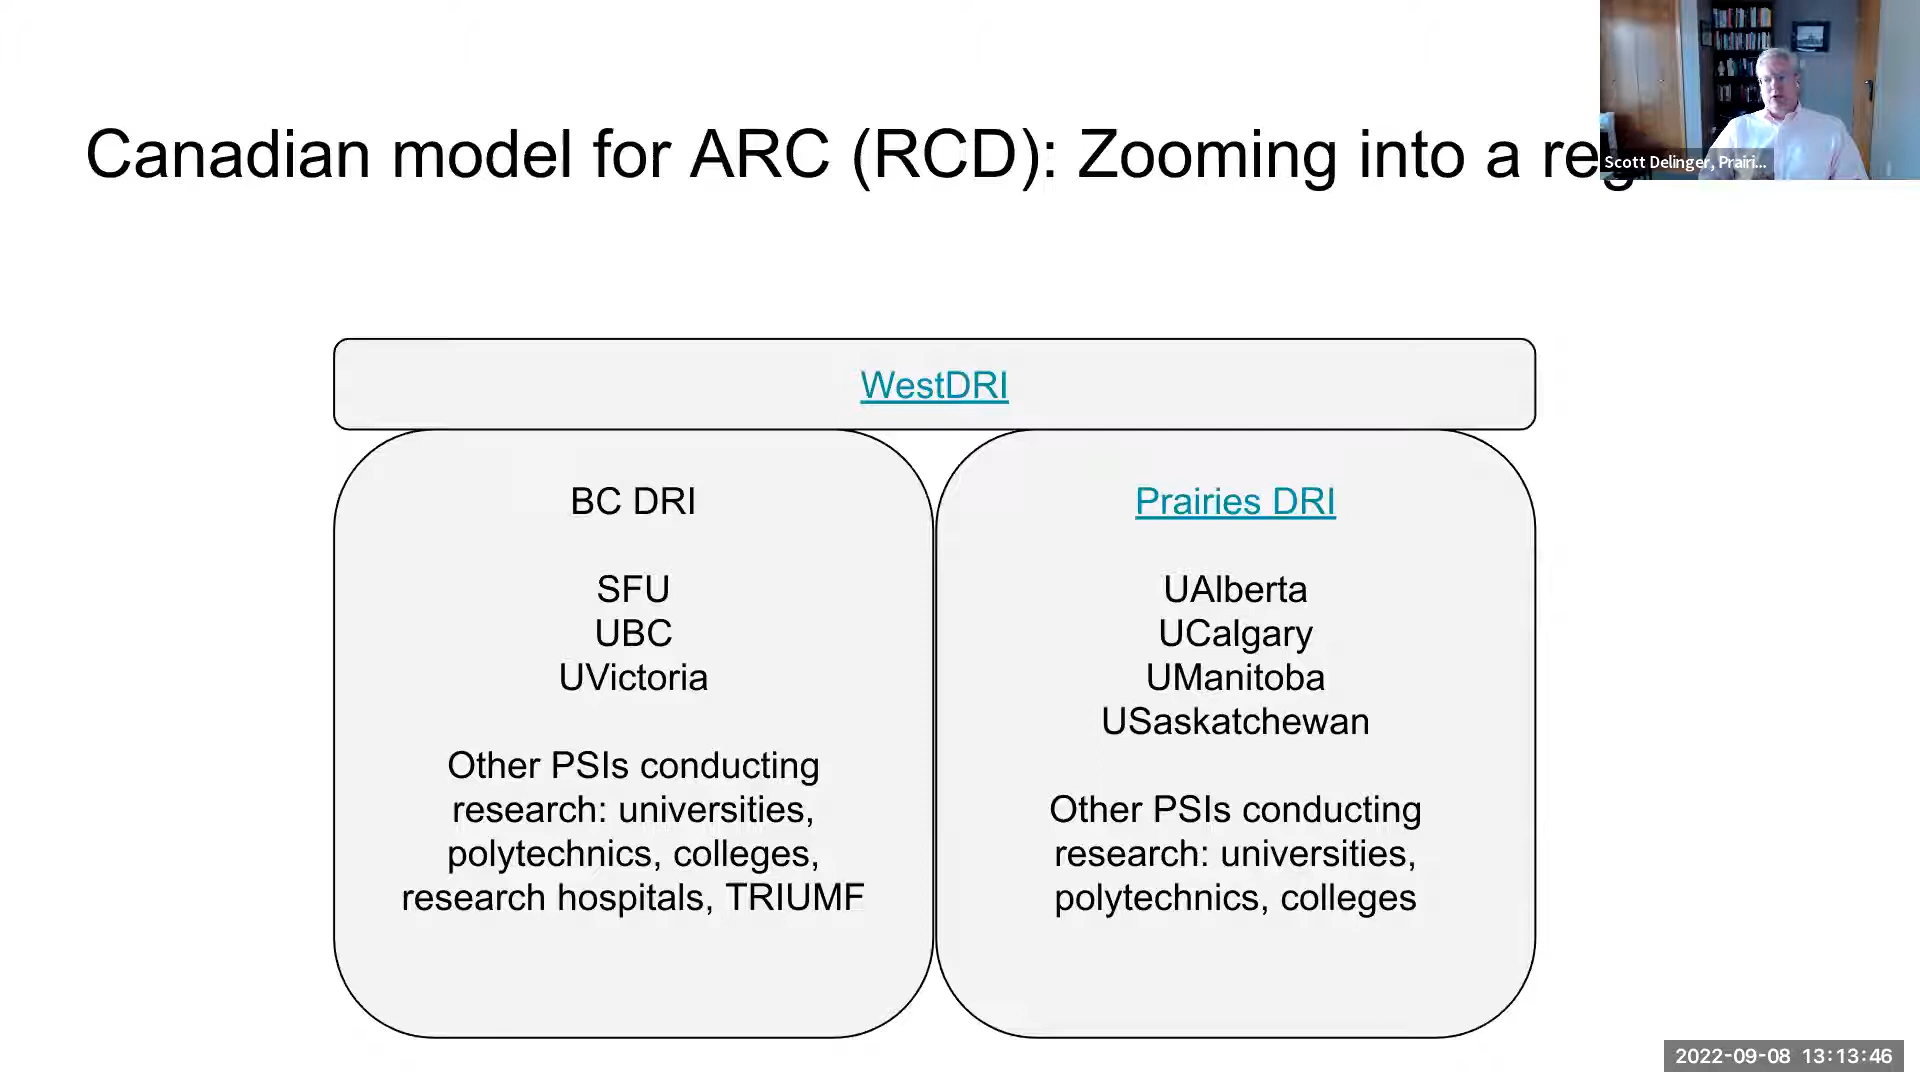 Canadian model for ARC (RCD): Zooming into a reg
Scott Delinger, Prairi...
WestDRI
BC DRI
SFU
UBC
UVictoria
Other PSIs conducting
research: universities,
polytechnics, colleges,
research hospitals, TRIUMF
Prairies DRI
UAlberta
UCalgary
UManitoba
USaskatchewan
Other PSIs conducting
research: universities,
polytechnics, colleges
2022-09-08 13:13:46